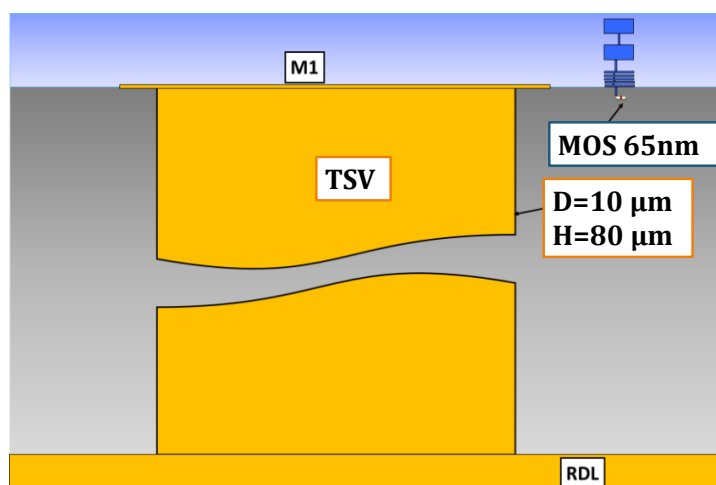 M1
MOS 65nm
TSV
D=10 µm
H=80 µm
RDL